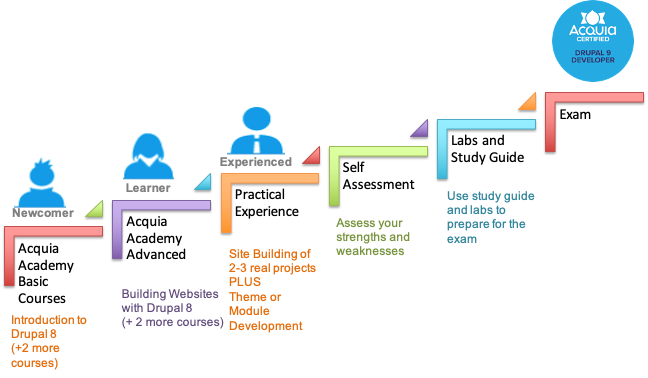 Acquia
CERTIFIED
DRUPAL 9
DEVELOPER
Exam
Labs and
Study Guide
Use study guide
and labs to
prepare for the
exam
Self
Assessment
Assess your
strengths and
weaknesses
Experienced
Practical
Experience
Site Building of
2-3 real projects
PLUS
Theme or
Module
Development
Learner
Acquia
Academy
Advanced
Building Websites
with Drupal 8
(+ 2 more courses)
Newcomer
Acquia
Academy
Basic
Courses
Introduction to
Drupal 8
(+2 more
courses)